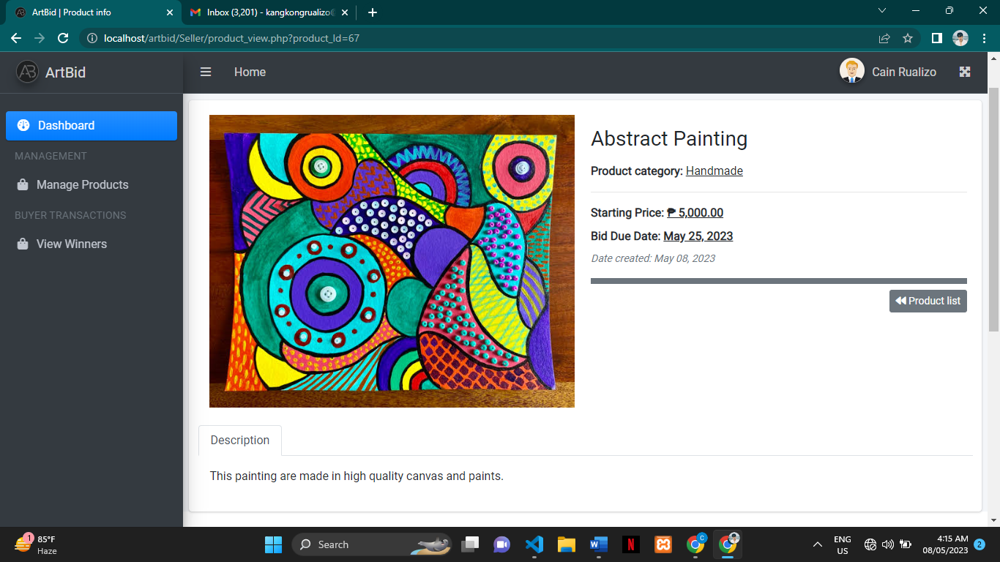 ArtBid | Product info
Inbox (3,201) - kangkongrualizo@
localhost/artbid/Seller/product_view.php?product_Id=67
AB ArtBid
Home
Cain Rualizo
Dashboard
MANAGEMENT
Manage Products
BUYER TRANSACTIONS
View Winners
Abstract Painting
Product category: Handmade
Starting Price: ₱ 5,000.00
Bid Due Date: May 25, 2023
Date created: May 08, 2023
Product list
Description
This painting are made in high quality canvas and paints.
1
85°F
Haze
Search
W
N
C
ENG
US
4:15 AM
08/05/2023
2